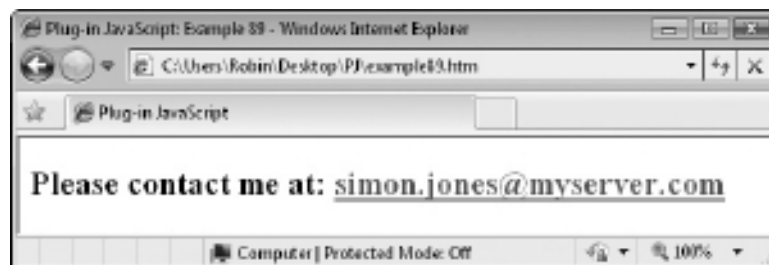 Plug-in JavaScript: Example 89 - Windows Internet Explorer
C:\Users\Robin\Desktop\PJ\example89.htm
Plug-in JavaScript
Please contact me at: simon.jones@myserver.com
Computer | Protected Mode: Off 100%